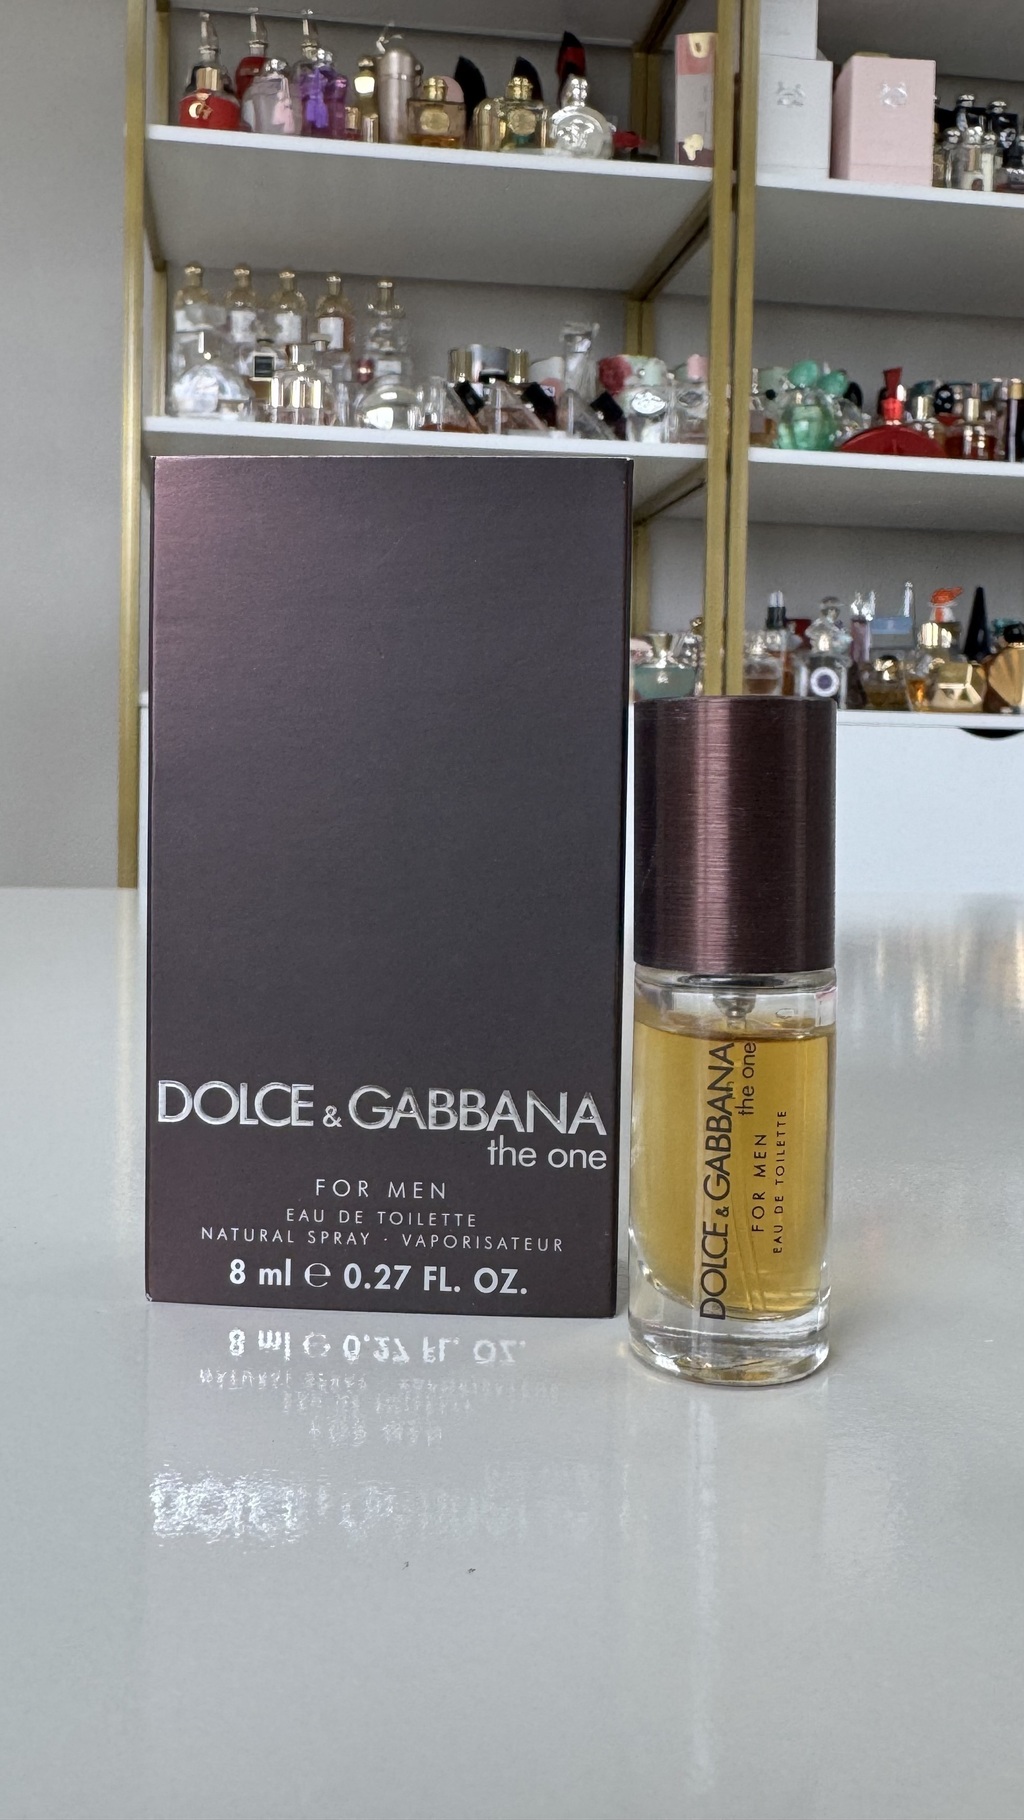 DOLCE & GABBANA
the one
FOR MEN
EAU DE TOILETTE
NATURAL SPRAY · VAPORISATEUR
8 ml ℮ 0.27 FL. OZ.
DOLCE & GABBANA
the one
FOR MEN
EAU DE TOILETTE